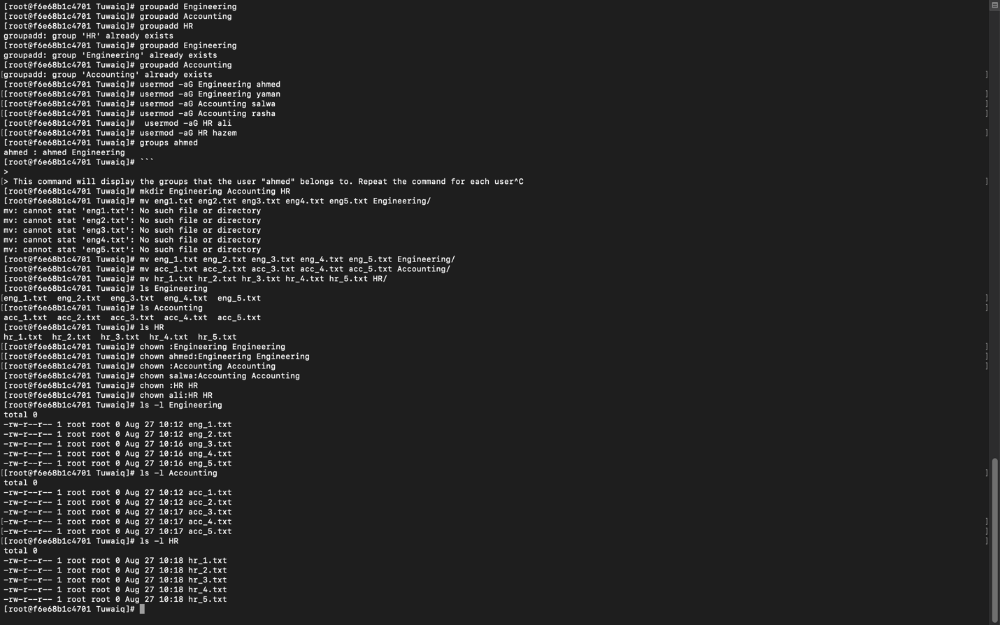 [root@f6e68b1c4701 Tuwaiq]# groupadd Engineering
[root@f6e68b1c4701 Tuwaiq]# groupadd Accounting
[root@f6e68b1c4701 Tuwaiq]# groupadd HR
groupadd: group 'HR' already exists
[root@f6e68b1c4701 Tuwaiq]# groupadd Engineering
groupadd: group 'Engineering' already exists
[root@f6e68b1c4701 Tuwaiq]# groupadd Accounting
[groupadd: group 'Accounting' already exists ]
[root@f6e68b1c4701 Tuwaiq]# usermod -aG Engineering ahmed
[[root@f6e68b1c4701 Tuwaiq]# usermod -aG Engineering yaman ]
[[root@f6e68b1c4701 Tuwaiq]# usermod -aG Accounting salwa ]
[[root@f6e68b1c4701 Tuwaiq]# usermod -aG Accounting rasha ]
[root@f6e68b1c4701 Tuwaiq]#  usermod -aG HR ali
[[root@f6e68b1c4701 Tuwaiq]# usermod -aG HR hazem ]
[root@f6e68b1c4701 Tuwaiq]# groups ahmed
ahmed : ahmed Engineering
[root@f6e68b1c4701 Tuwaiq]# ```
>
[> This command will display the groups that the user "ahmed" belongs to. Repeat the command for each user^C ]
[root@f6e68b1c4701 Tuwaiq]# mkdir Engineering Accounting HR
[root@f6e68b1c4701 Tuwaiq]# mv eng1.txt eng2.txt eng3.txt eng4.txt eng5.txt Engineering/
mv: cannot stat 'eng1.txt': No such file or directory
mv: cannot stat 'eng2.txt': No such file or directory
mv: cannot stat 'eng3.txt': No such file or directory
mv: cannot stat 'eng4.txt': No such file or directory
mv: cannot stat 'eng5.txt': No such file or directory
[root@f6e68b1c4701 Tuwaiq]# mv eng_1.txt eng_2.txt eng_3.txt eng_4.txt eng_5.txt Engineering/
[root@f6e68b1c4701 Tuwaiq]# mv acc_1.txt acc_2.txt acc_3.txt acc_4.txt acc_5.txt Accounting/
[root@f6e68b1c4701 Tuwaiq]# mv hr_1.txt hr_2.txt hr_3.txt hr_4.txt hr_5.txt HR/
[root@f6e68b1c4701 Tuwaiq]# ls Engineering
[eng_1.txt  eng_2.txt  eng_3.txt  eng_4.txt  eng_5.txt ]
[[root@f6e68b1c4701 Tuwaiq]# ls Accounting ]
acc_1.txt  acc_2.txt  acc_3.txt  acc_4.txt  acc_5.txt
[root@f6e68b1c4701 Tuwaiq]# ls HR
hr_1.txt  hr_2.txt  hr_3.txt  hr_4.txt  hr_5.txt
[[root@f6e68b1c4701 Tuwaiq]# chown :Engineering Engineering ]
[[root@f6e68b1c4701 Tuwaiq]# chown ahmed:Engineering Engineering ]
[[root@f6e68b1c4701 Tuwaiq]# chown :Accounting Accounting ]
[root@f6e68b1c4701 Tuwaiq]# chown salwa:Accounting Accounting
[root@f6e68b1c4701 Tuwaiq]# chown :HR HR
[root@f6e68b1c4701 Tuwaiq]# chown ali:HR HR
[root@f6e68b1c4701 Tuwaiq]# ls -l Engineering
total 0
-rw-r--r-- 1 root root 0 Aug 27 10:12 eng_1.txt
-rw-r--r-- 1 root root 0 Aug 27 10:12 eng_2.txt
-rw-r--r-- 1 root root 0 Aug 27 10:16 eng_3.txt
-rw-r--r-- 1 root root 0 Aug 27 10:16 eng_4.txt
-rw-r--r-- 1 root root 0 Aug 27 10:16 eng_5.txt
[[root@f6e68b1c4701 Tuwaiq]# ls -l Accounting ]
total 0
-rw-r--r-- 1 root root 0 Aug 27 10:12 acc_1.txt
-rw-r--r-- 1 root root 0 Aug 27 10:12 acc_2.txt
-rw-r--r-- 1 root root 0 Aug 27 10:17 acc_3.txt
[-rw-r--r-- 1 root root 0 Aug 27 10:17 acc_4.txt ]
[-rw-r--r-- 1 root root 0 Aug 27 10:17 acc_5.txt ]
[[root@f6e68b1c4701 Tuwaiq]# ls -l HR ]
total 0
-rw-r--r-- 1 root root 0 Aug 27 10:18 hr_1.txt
-rw-r--r-- 1 root root 0 Aug 27 10:18 hr_2.txt
-rw-r--r-- 1 root root 0 Aug 27 10:18 hr_3.txt
-rw-r--r-- 1 root root 0 Aug 27 10:18 hr_4.txt
-rw-r--r-- 1 root root 0 Aug 27 10:18 hr_5.txt
[root@f6e68b1c4701 Tuwaiq]#